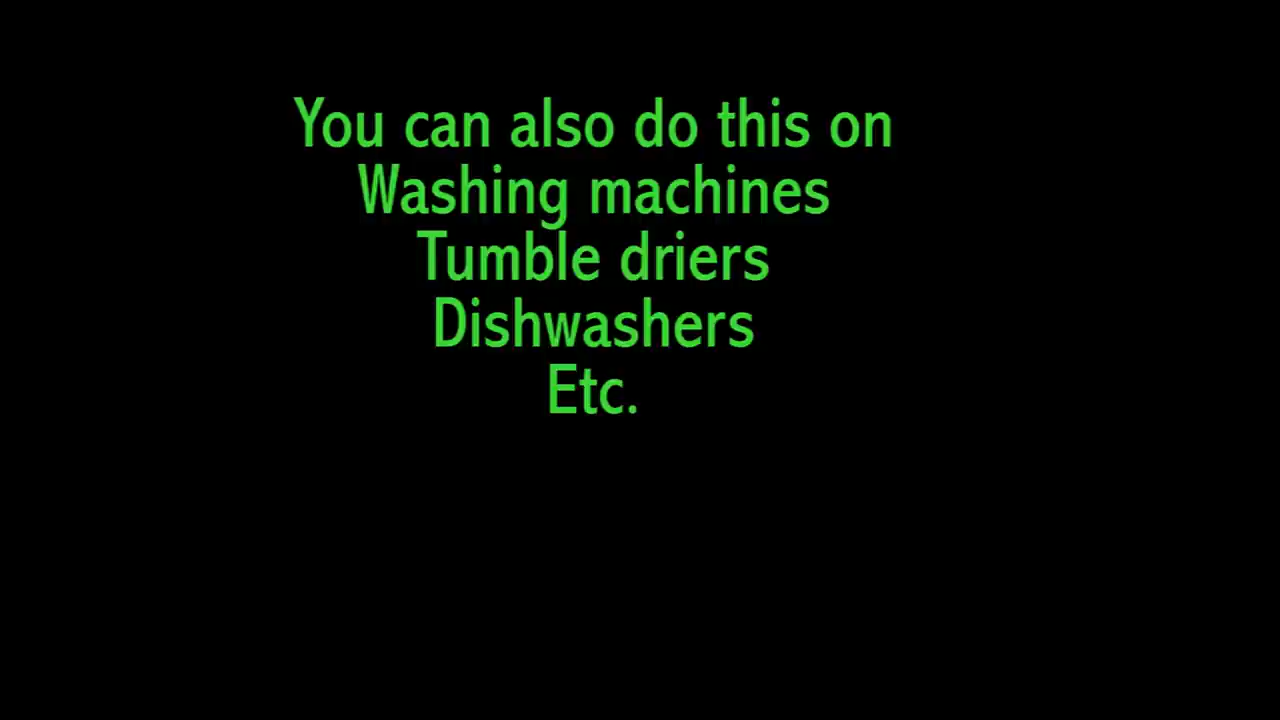 You can also do this on
Washing machines
Tumble driers
Dishwashers
Etc.